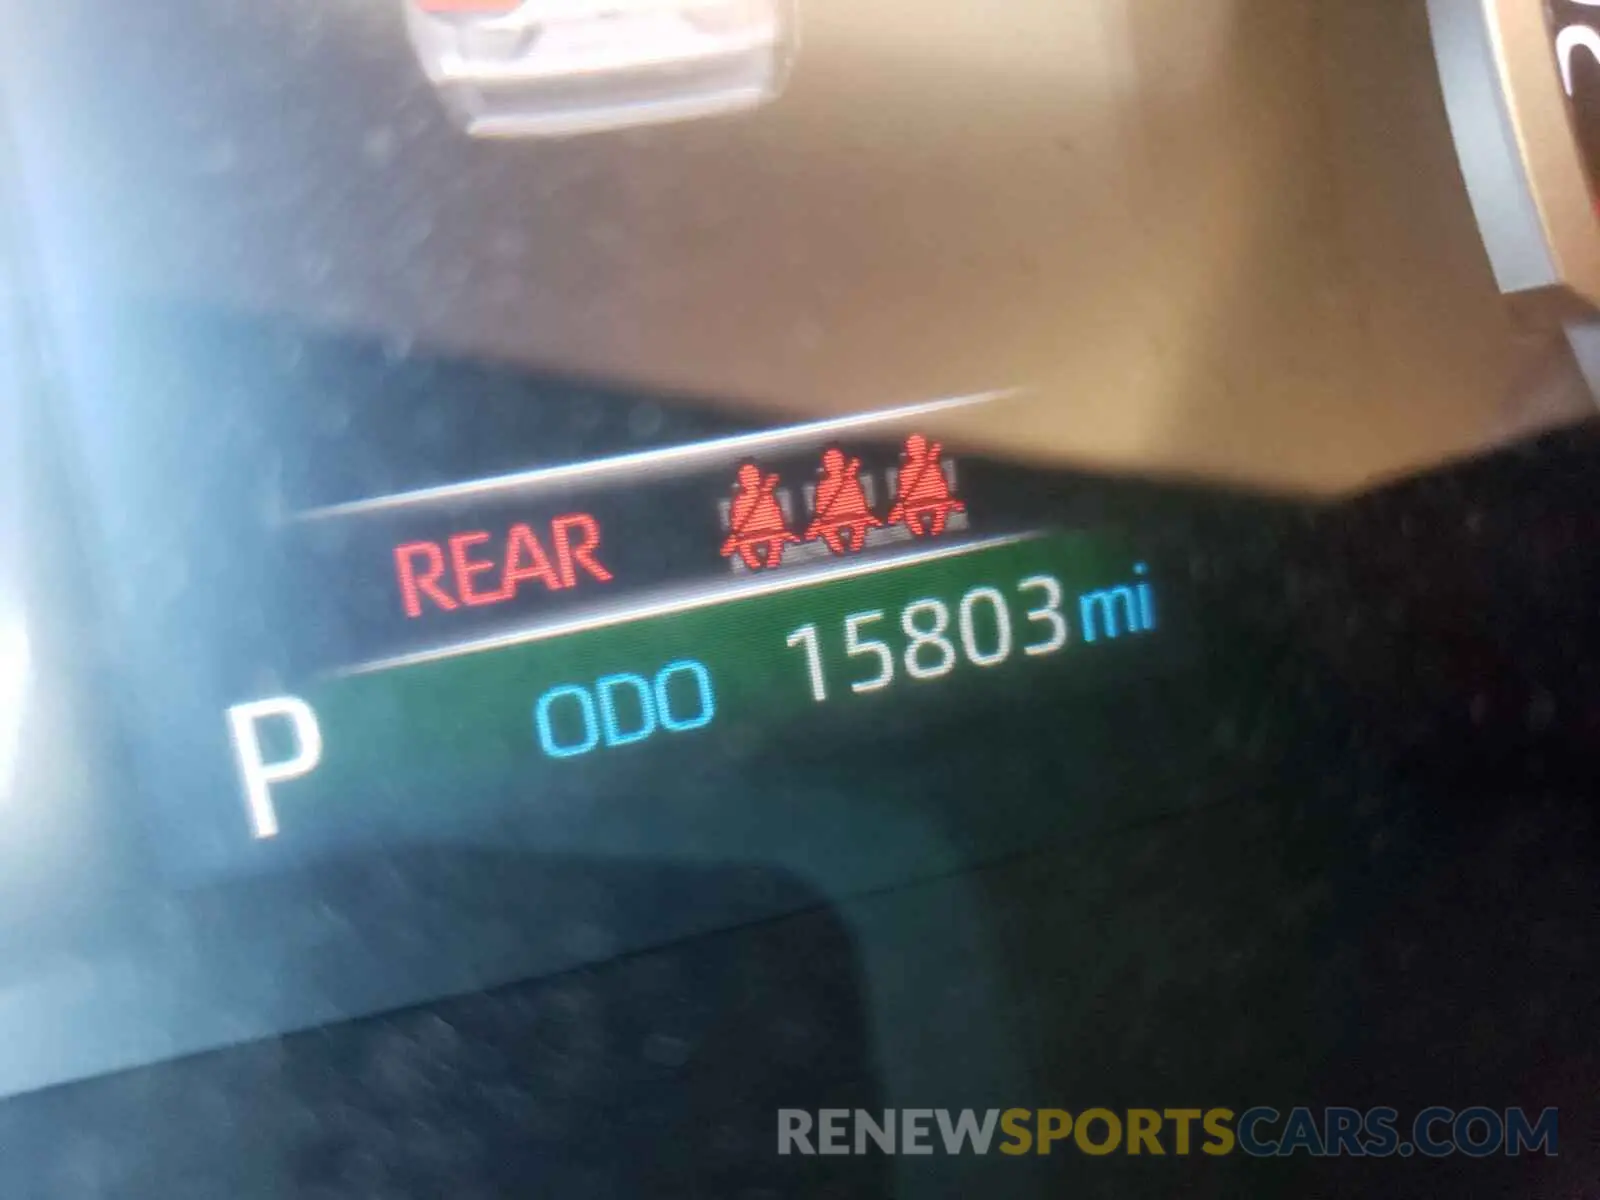 REAR
P ODO 15803 mi
RENEWSPORTSCARS.COM